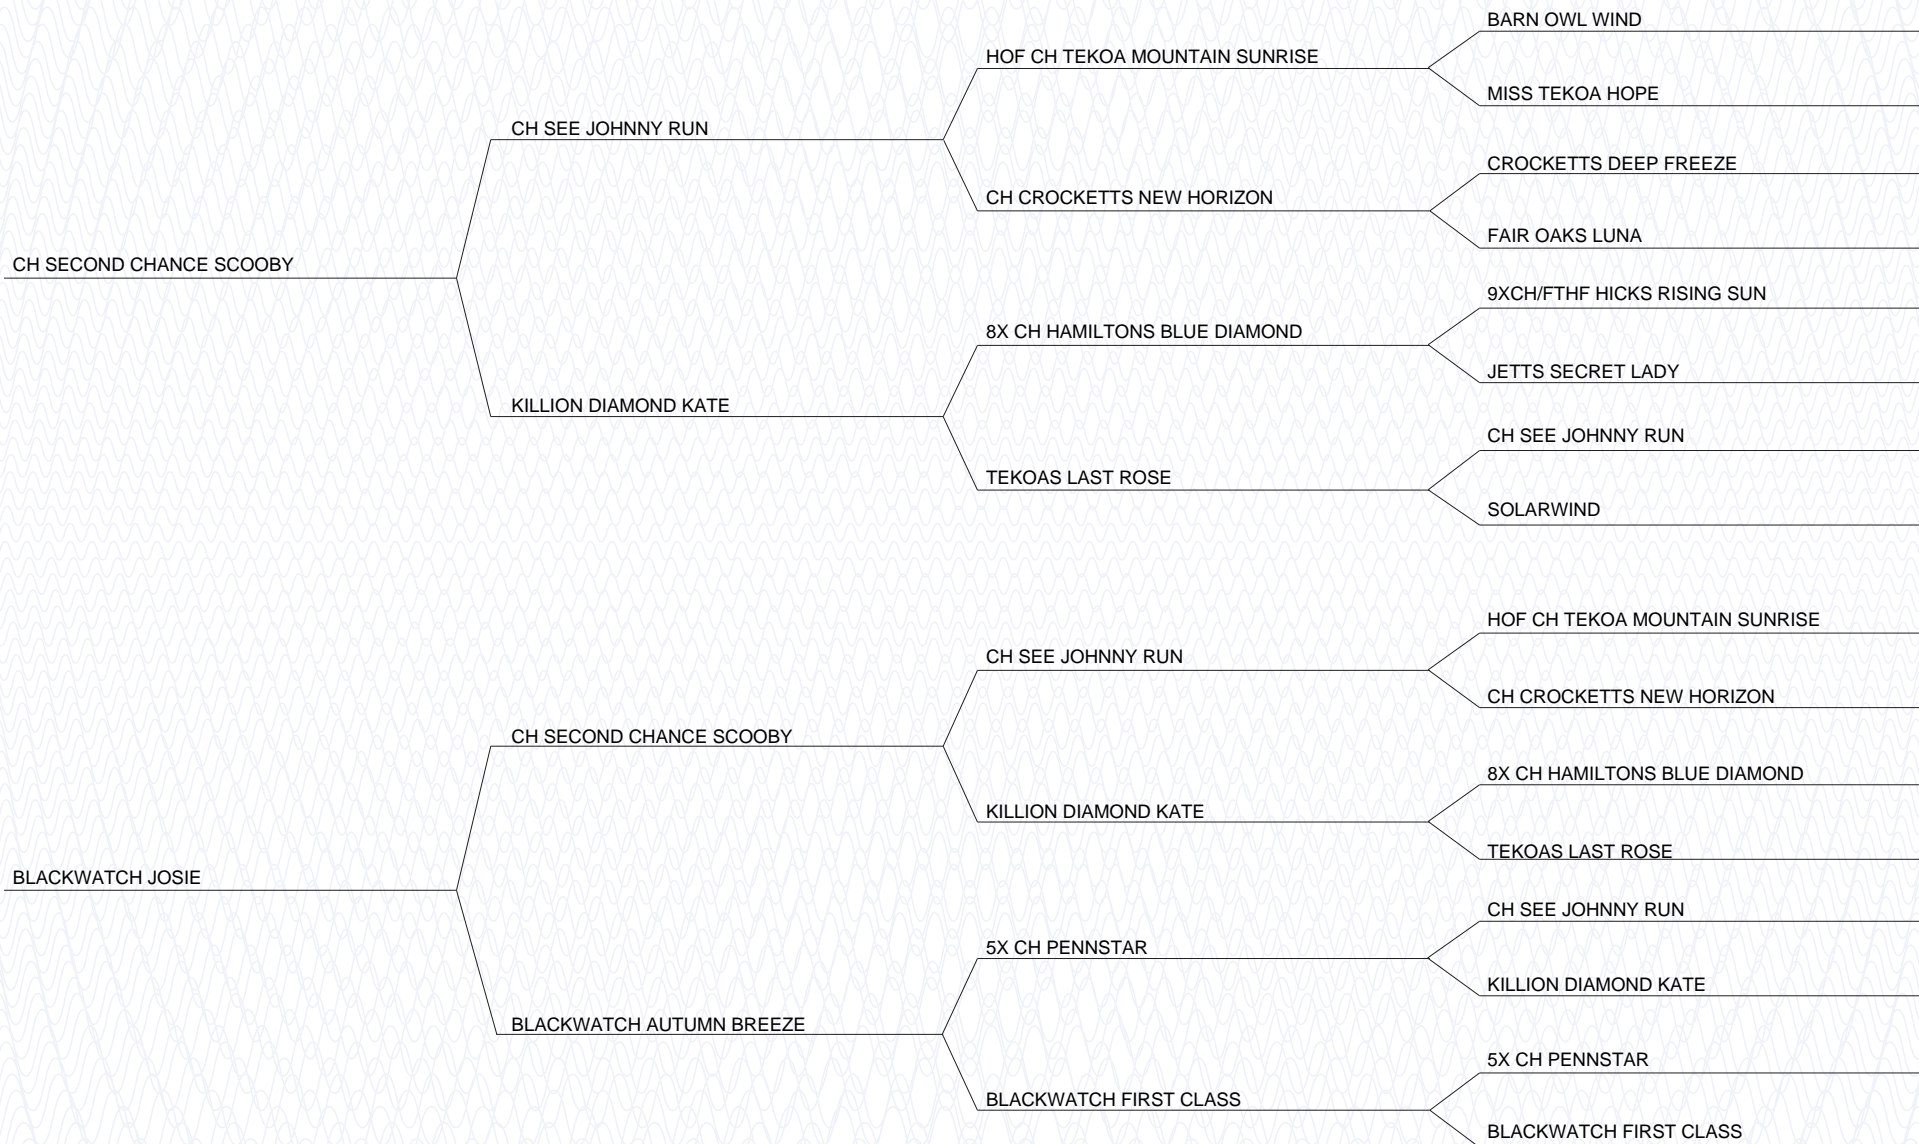 BARN OWL WIND
HOF CH TEKOA MOUNTAIN SUNRISE
MISS TEKOA HOPE
CH SEE JOHNNY RUN
CROCKETTS DEEP FREEZE
CH CROCKETTS NEW HORIZON
FAIR OAKS LUNA
CH SECOND CHANCE SCOOBY
9XCH/FTHF HICKS RISING SUN
8X CH HAMILTONS BLUE DIAMOND
JETTS SECRET LADY
KILLION DIAMOND KATE
CH SEE JOHNNY RUN
TEKOAS LAST ROSE
SOLARWIND
HOF CH TEKOA MOUNTAIN SUNRISE
CH SEE JOHNNY RUN
CH CROCKETTS NEW HORIZON
CH SECOND CHANCE SCOOBY
8X CH HAMILTONS BLUE DIAMOND
KILLION DIAMOND KATE
TEKOAS LAST ROSE
BLACKWATCH JOSIE
CH SEE JOHNNY RUN
5X CH PENNSTAR
KILLION DIAMOND KATE
BLACKWATCH AUTUMN BREEZE
5X CH PENNSTAR
BLACKWATCH FIRST CLASS
BLACKWATCH FIRST CLASS